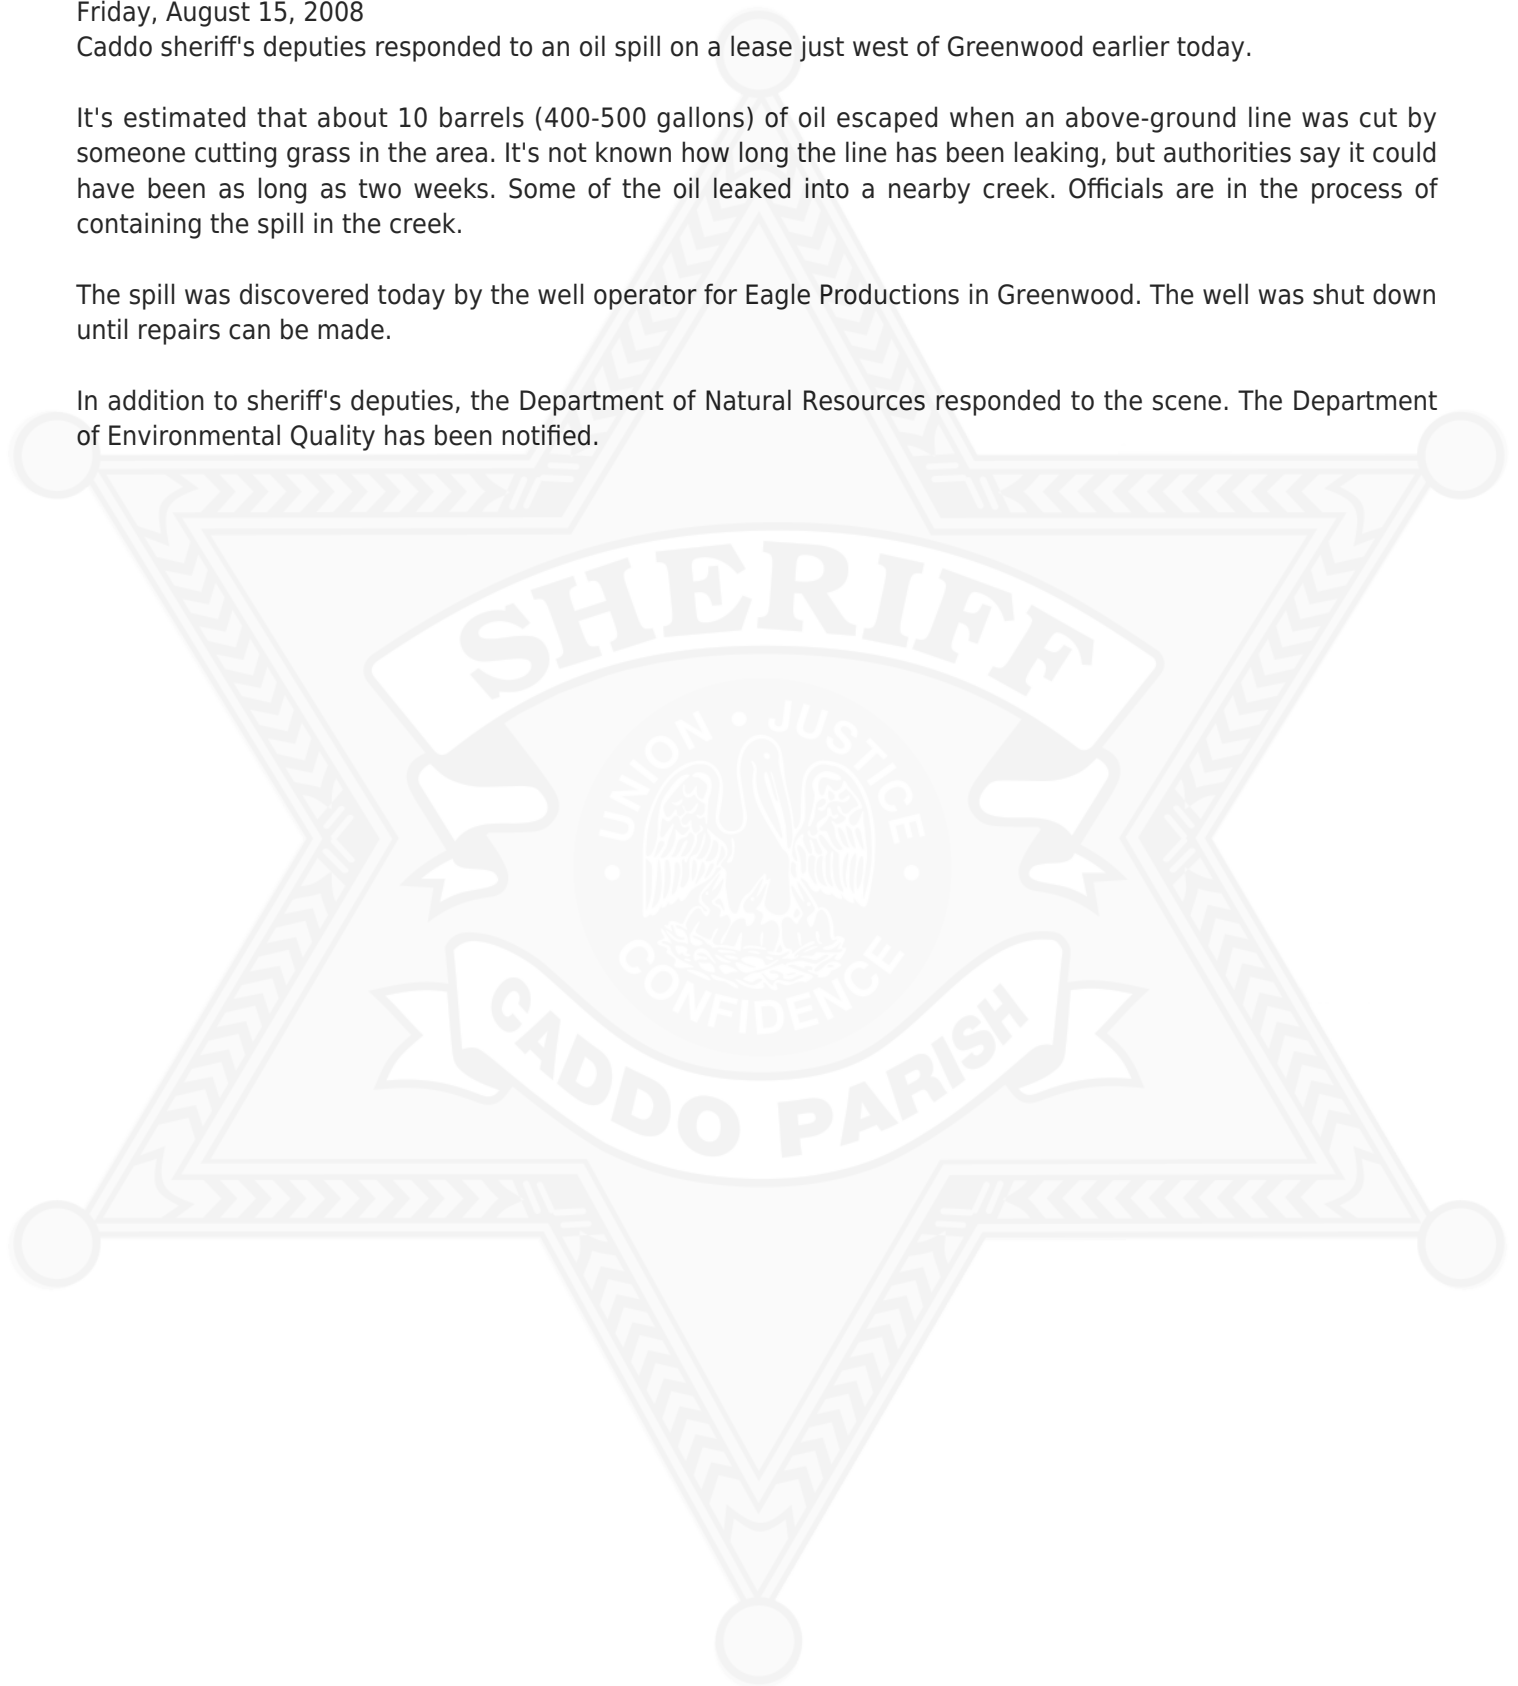 Friday, August 15, 2008
Caddo sheriff's deputies responded to an oil spill on a lease just west of Greenwood earlier today.
It's estimated that about 10 barrels (400-500 gallons) of oil escaped when an above-ground line was cut by
someone cutting grass in the area. It's not known how long the line has been leaking, but authorities say it could
have been as long as two weeks. Some of the oil leaked into a nearby creek. Officials are in the process of
containing the spill in the creek.
The spill was discovered today by the well operator for Eagle Productions in Greenwood. The well was shut down
until repairs can be made.
In addition to sheriff's deputies, the Department of Natural Resources responded to the scene. The Department
of Environmental Quality has been notified.
SHERIFF
UNION • JUSTICE
• CONFIDENCE •
CADDO PARISH